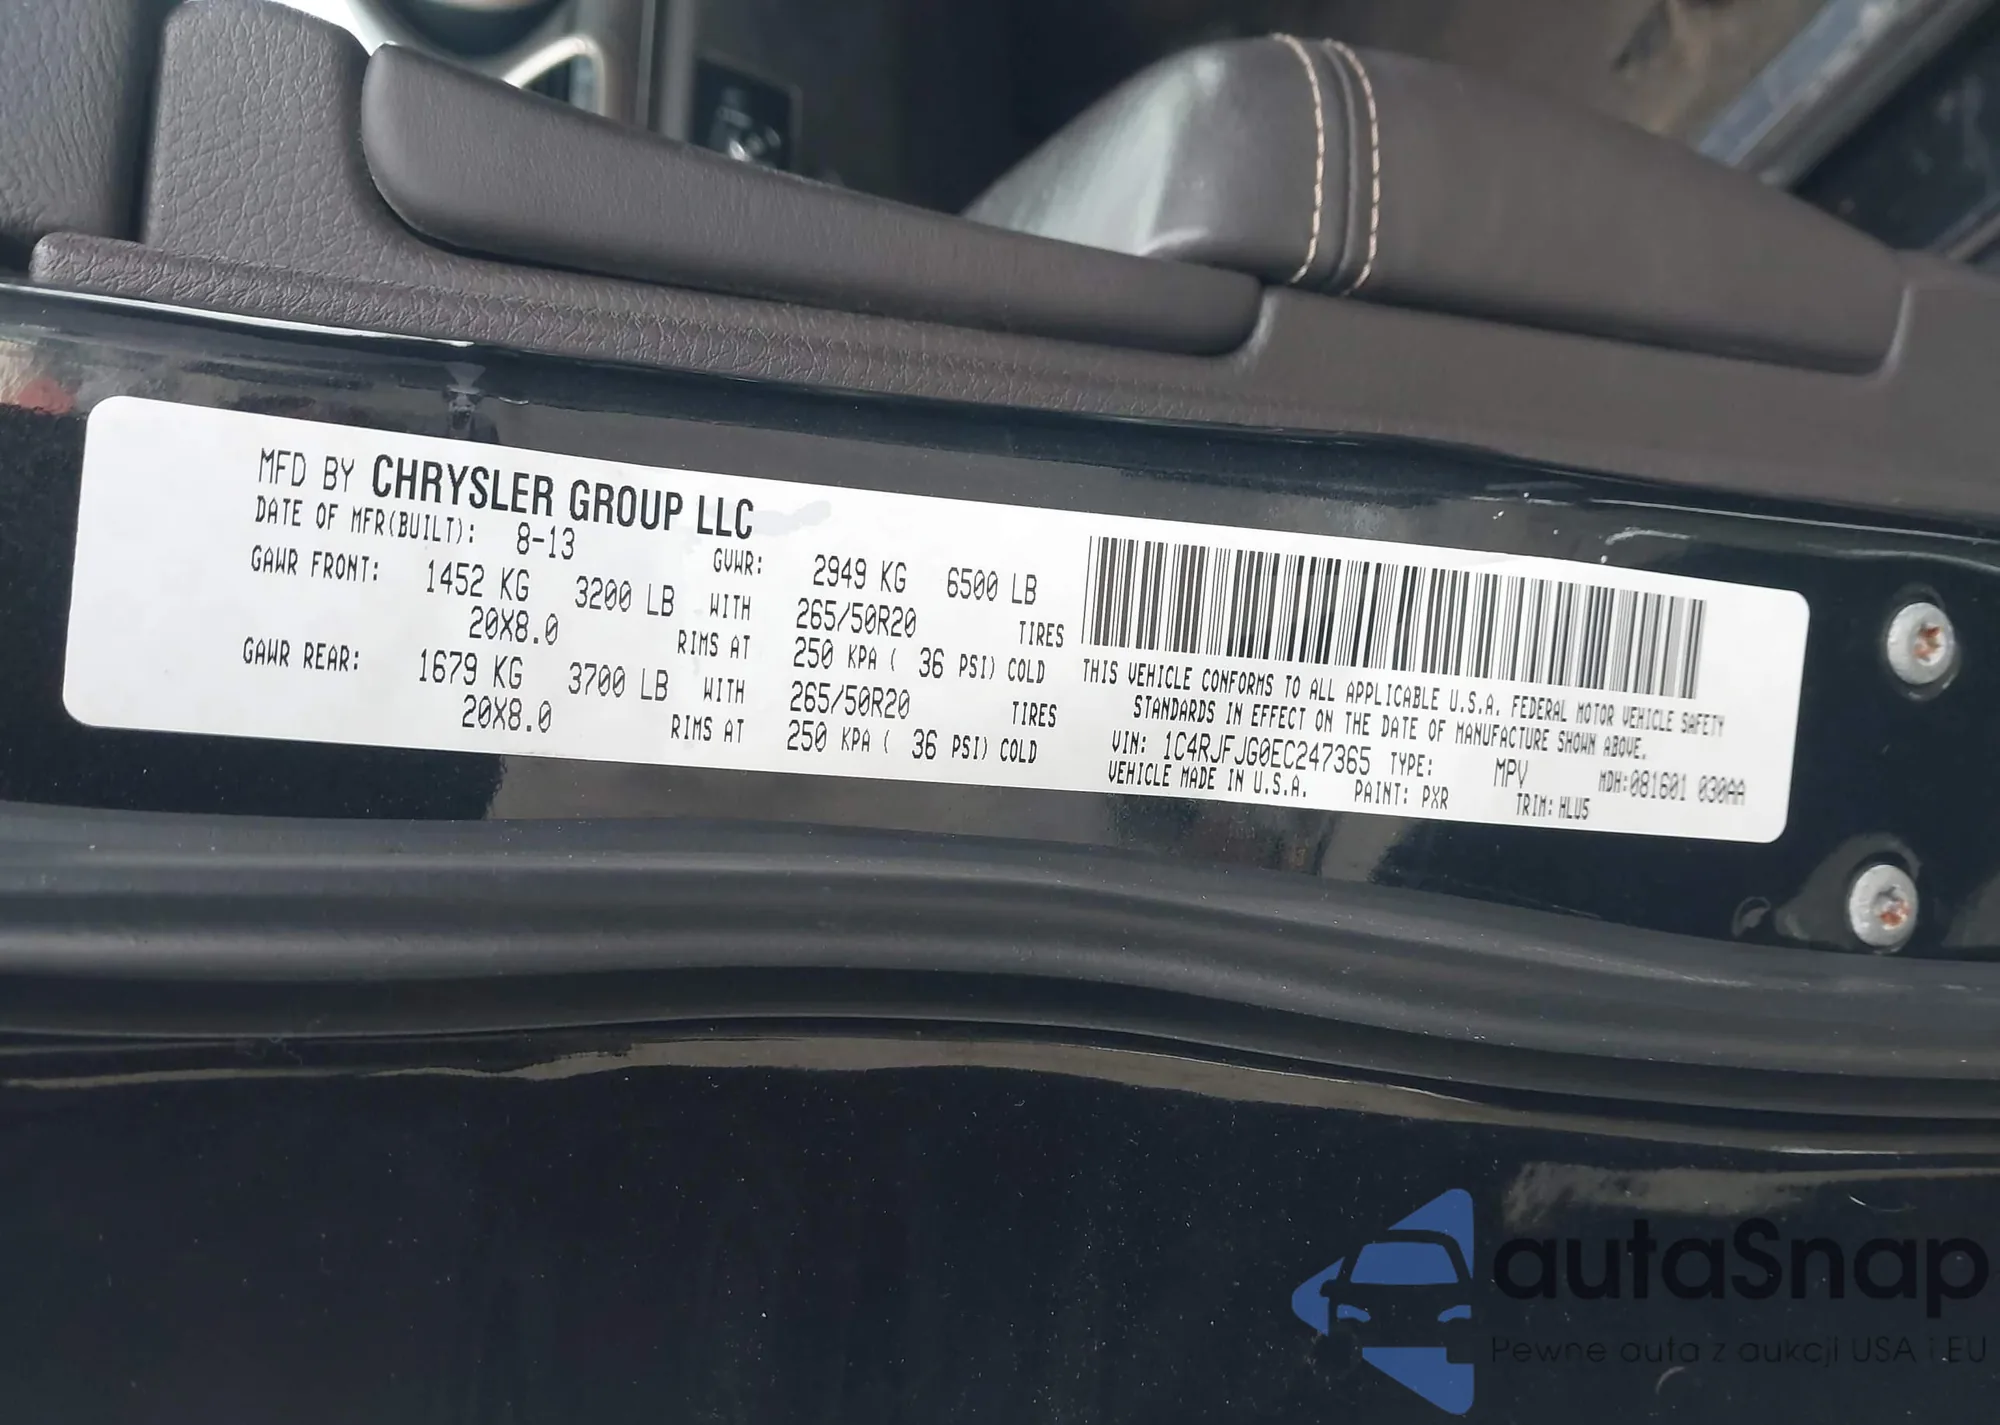 MFD BY CHRYSLER GROUP LLC
DATE OF MFR(BUILT): 8-13 GVWR: 2949 KG 6500 LB
GAWR FRONT: 1452 KG 3200 LB WITH 265/50R20 TIRES
20X8.0 RIMS AT 250 KPA ( 36 PSI) COLD
GAWR REAR: 1679 KG 3700 LB WITH 265/50R20 TIRES
20X8.0 RIMS AT 250 KPA ( 36 PSI) COLD
THIS VEHICLE CONFORMS TO ALL APPLICABLE U.S.A. FEDERAL MOTOR VEHICLE SAFETY
STANDARDS IN EFFECT ON THE DATE OF MANUFACTURE SHOWN ABOVE.
VIN: 1C4RJFJG0EC247365 TYPE: MPV MDH:081601 030AA
VEHICLE MADE IN U.S.A. PAINT: PXR TRIM: HLU5
autaSnap
Pewne auta z aukcji USA i EU